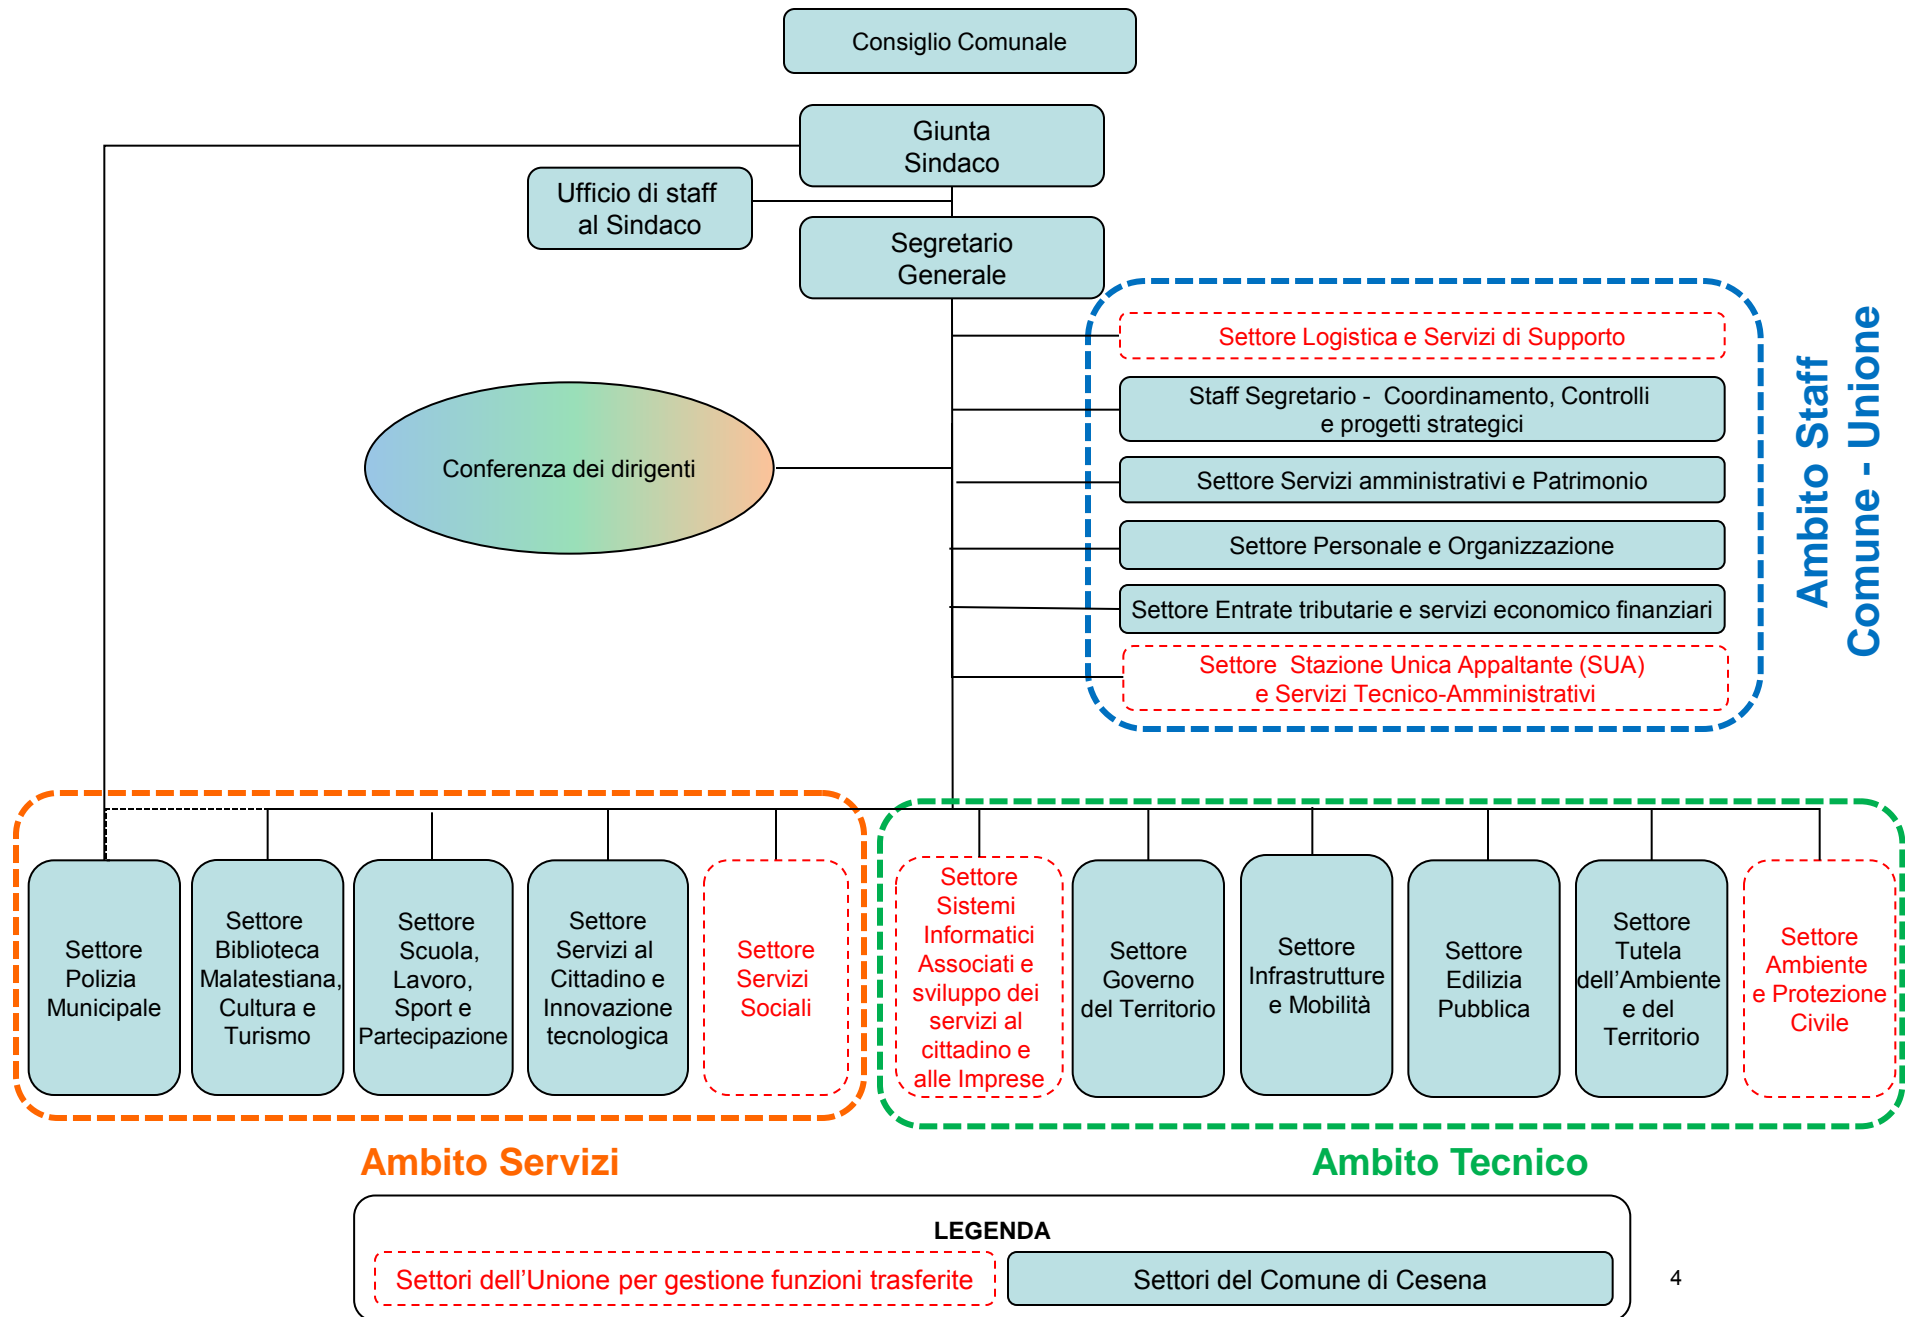 Consiglio Comunale
Giunta
Sindaco
Ufficio di staff
al Sindaco
Segretario
Generale
Settore Logistica e Servizi di Supporto
Staff Segretario - Coordinamento, Controlli
e progetti strategici
Settore Servizi amministrativi e Patrimonio
Settore Personale e Organizzazione
Settore Entrate tributarie e servizi economico finanziari
Settore Stazione Unica Appaltante (SUA)
e Servizi Tecnico-Amministrativi
Ambito Staff
Comune - Unione
Conferenza dei dirigenti
Settore
Polizia
Municipale
Settore
Biblioteca
Malatestiana,
Cultura e
Turismo
Settore
Scuola,
Lavoro,
Sport e
Partecipazione
Settore
Servizi al
Cittadino e
Innovazione
tecnologica
Settore
Servizi
Sociali
Settore
Sistemi
Informatici
Associati e
sviluppo dei
servizi al
cittadino e
alle Imprese
Settore
Governo
del Territorio
Settore
Infrastrutture
e Mobilità
Settore
Edilizia
Pubblica
Settore
Tutela
dell’Ambiente
e del
Territorio
Settore
Ambiente
e Protezione
Civile
Ambito Servizi
Ambito Tecnico
LEGENDA
Settori dell’Unione per gestione funzioni trasferite
Settori del Comune di Cesena
4